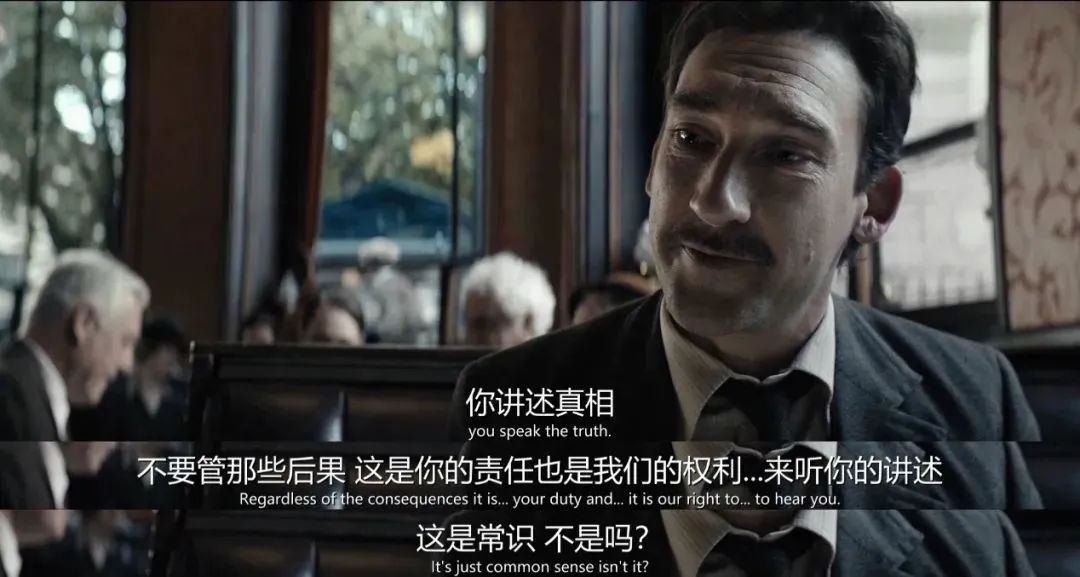 你讲述真相
you speak the truth.
不要管那些后果 这是你的责任也是我们的权利...来听你的讲述
Regardless of the consequences it is... your duty and... it is our right to... to hear you.
这是常识 不是吗?
It's just common sense isn't it?